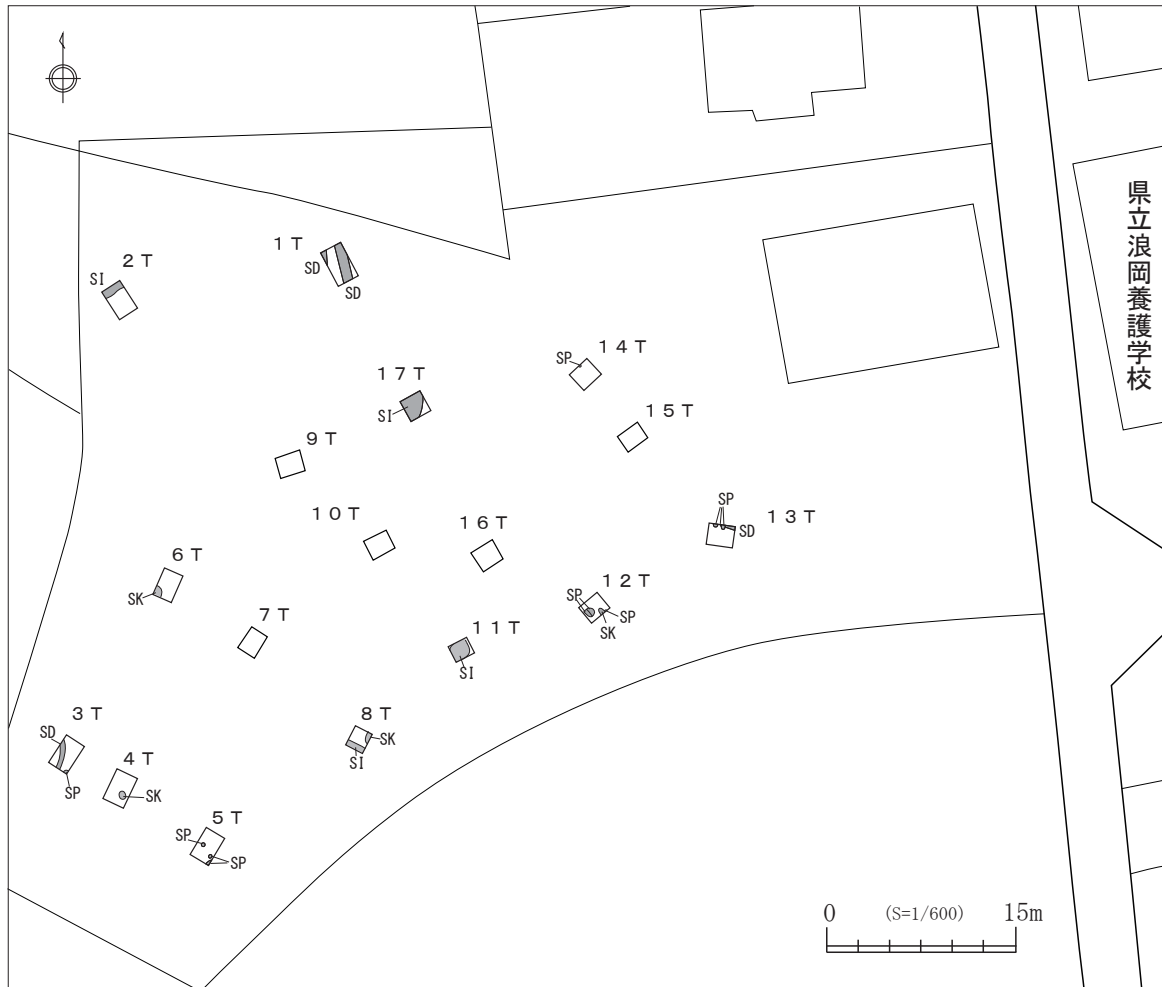 県立浪岡養護学校
1T
SD
SD
2T
SI
14T
SP
17T
SI
15T
9T
SP
13T
SD
10T
16T
6T
SK
12T
SP
SP
SK
7T
11T
SI
3T
SD
SP
8T
SK
SI
4T
SK
5T
SP
SP
0 (S=1/600) 15m